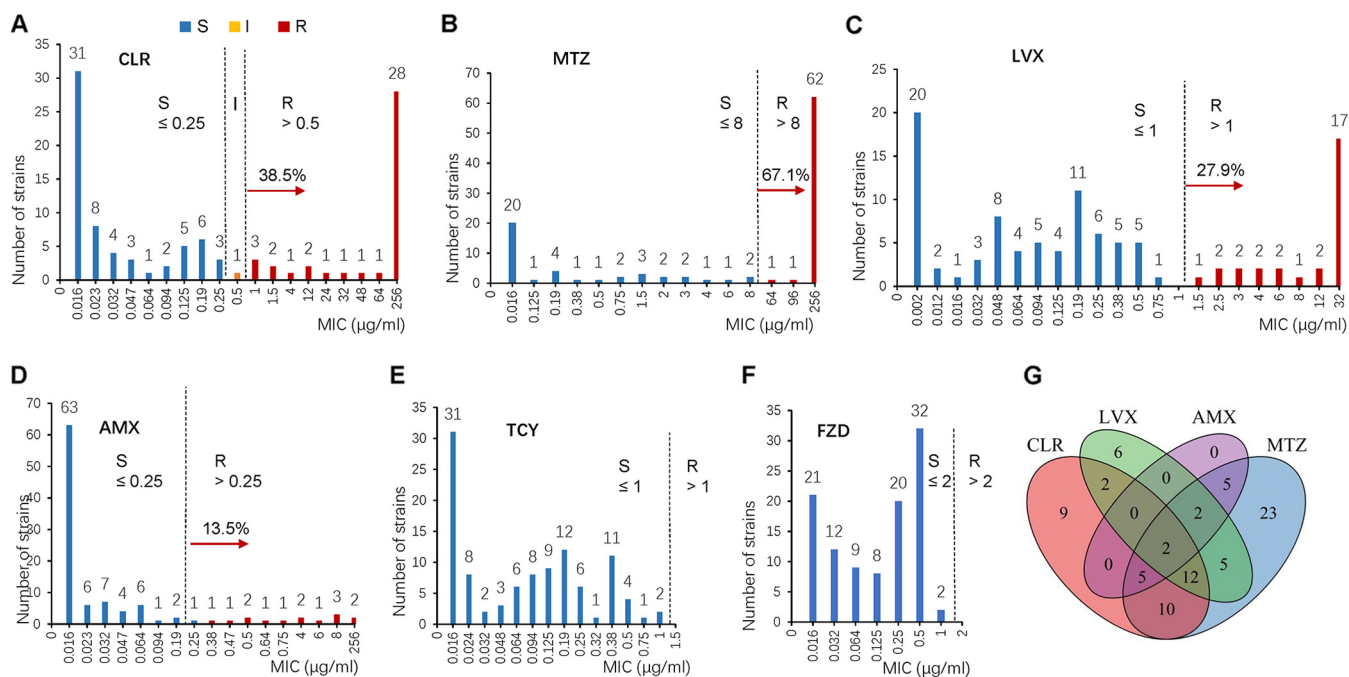 A
S I R
CLR
Number of strains
35
30
25
20
15
10
5
0
31 8 4 3 1 2 5 6 3 1 3 2 1 2 1 1 1 1 28
S
≤ 0.25
I
R
> 0.5
38.5%
0 0.016 0.023 0.032 0.047 0.064 0.094 0.125 0.19 0.25 0.5 1 1.5 4 12 24 32 48 64 256
MIC (μg/ml)
B
MTZ
Number of strains
70
60
50
40
30
20
10
0
20 1 4 1 1 2 3 2 2 1 1 2 1 1 62
S
≤ 8
R
> 8
67.1%
0 0.016 0.125 0.19 0.38 0.5 0.75 1.5 2 3 4 6 8 64 96 256
MIC (μg/ml)
C
LVX
Number of strains
25
20
15
10
5
0
20 2 1 3 8 4 5 4 11 6 5 5 1 1 2 2 2 2 1 2 17
S
≤ 1
R
> 1
27.9%
0 0.002 0.012 0.016 0.032 0.048 0.064 0.094 0.125 0.19 0.25 0.38 0.5 0.75 1 1.5 2.5 3 4 6 8 12 32
MIC (μg/ml)
D
AMX
Number of strains
70
60
50
40
30
20
10
0
63 6 7 4 6 1 2 1 1 1 2 1 1 2 1 3 2
S
≤ 0.25
R
> 0.25
13.5%
0 0.016 0.023 0.032 0.047 0.064 0.094 0.19 0.25 0.38 0.47 0.5 0.64 0.75 4 6 8 256
MIC (μg/ml)
E
TCY
Number of strains
35
30
25
20
15
10
5
0
31 8 2 3 6 8 9 12 6 1 11 4 1 2
S
≤ 1
R
> 1
0 0.016 0.024 0.032 0.048 0.064 0.094 0.125 0.19 0.25 0.32 0.38 0.5 0.75 1 1.5
MIC (μg/ml)
F
FZD
Number of strains
35
30
25
20
15
10
5
0
21 12 9 8 20 32 2
S
≤ 2
R
> 2
0 0.016 0.032 0.064 0.125 0.25 0.5 1 2
MIC (μg/ml)
G
CLR LVX AMX MTZ
6 0
2 0 5
9 0 2 23
2
0 5 12 5
10